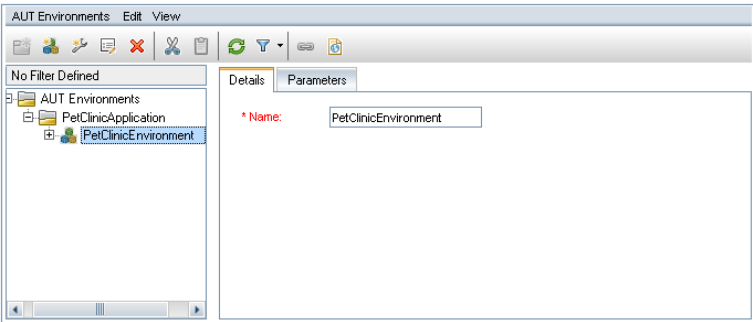 AUT Environments Edit View
No Filter Defined
AUT Environments
PetClinicApplication
PetClinicEnvironment
Details Parameters
* Name: PetClinicEnvironment